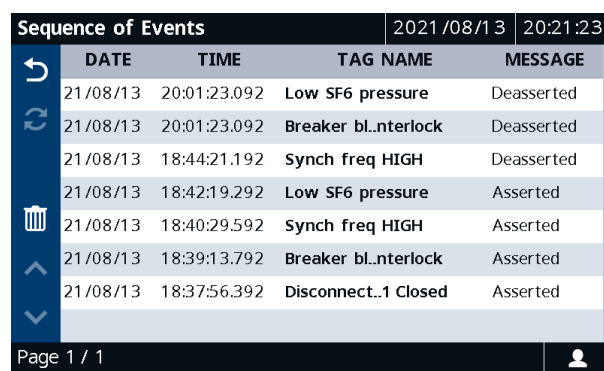 Sequence of Events 2021/08/13 20:21:23
DATE TIME TAG NAME MESSAGE
21/08/13 20:01:23.092 Low SF6 pressure Deasserted
21/08/13 20:01:23.092 Breaker bl..nterlock Deasserted
21/08/13 18:44:21.192 Synch freq HIGH Deasserted
21/08/13 18:42:19.292 Low SF6 pressure Asserted
21/08/13 18:40:29.592 Synch freq HIGH Asserted
21/08/13 18:39:13.792 Breaker bl..nterlock Asserted
21/08/13 18:37:56.392 Disconnect..1 Closed Asserted
Page 1 / 1